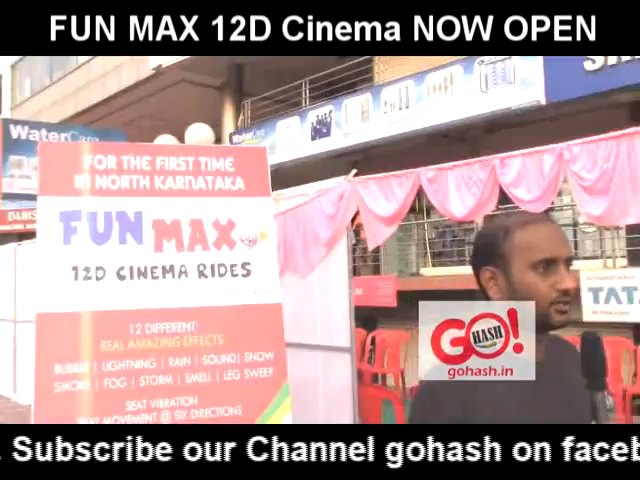 FUN MAX 12D Cinema NOW OPEN
WaterCare
FOR THE FIRST TIME
IN NORTH KARNATAKA
FUN MAX
12D CINEMA RIDES
12 DIFFERENT
REAL AMAZING EFFECTS
BUBBLE | LIGHTNING | RAIN | SOUND | SNOW
SMOKE | FOG | STORM | SMELL | LEG SWEEP
SEAT VIBRATION
SEAT MOVEMENT @ SIX DIRECTIONS
WaterCare
TATA
GO! HASH
gohash.in
. Subscribe our Channel gohash on faceb